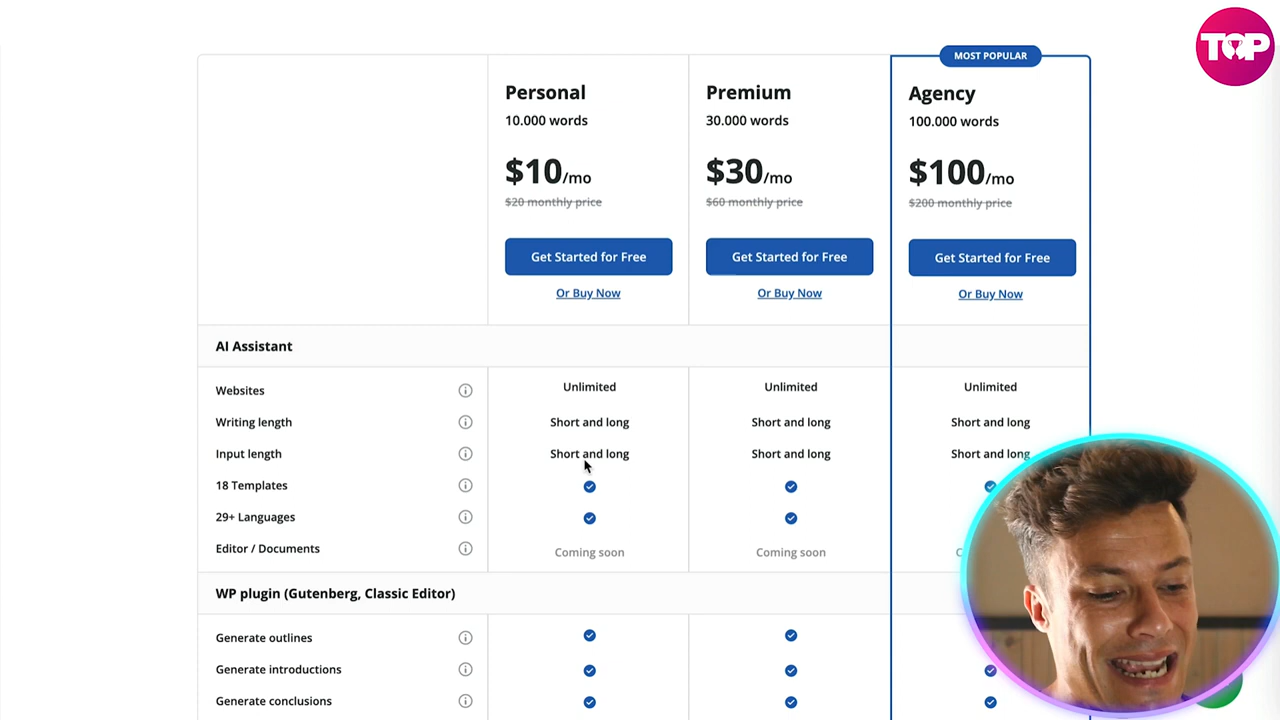 TOP
MOST POPULAR
Personal
10.000 words
$10/mo
$20 monthly price
Get Started for Free
Or Buy Now
Premium
30.000 words
$30/mo
$60 monthly price
Get Started for Free
Or Buy Now
Agency
100.000 words
$100/mo
$200 monthly price
Get Started for Free
Or Buy Now
AI Assistant
Websites Unlimited Unlimited Unlimited
Writing length Short and long Short and long Short and long
Input length Short and long Short and long Short and long
18 Templates
29+ Languages
Editor / Documents Coming soon Coming soon
WP plugin (Gutenberg, Classic Editor)
Generate outlines
Generate introductions
Generate conclusions